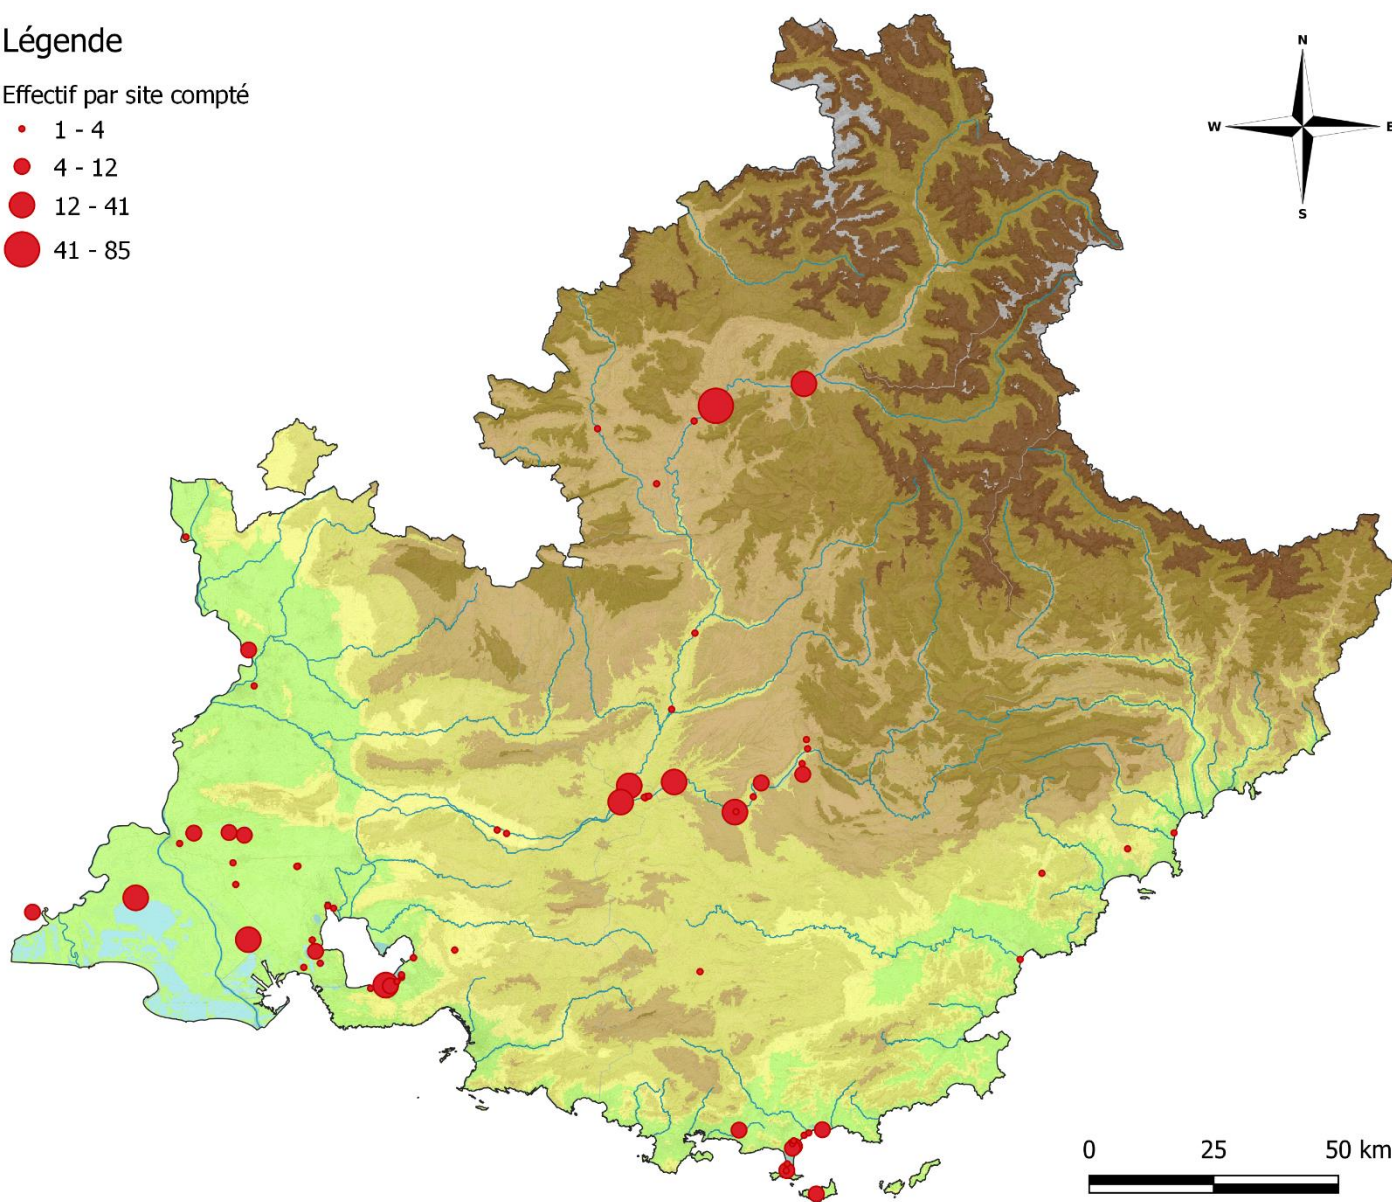 Légende
Effectif par site compté
1 - 4
4 - 12
12 - 41
41 - 85
N
W E
S
0 25 50 km